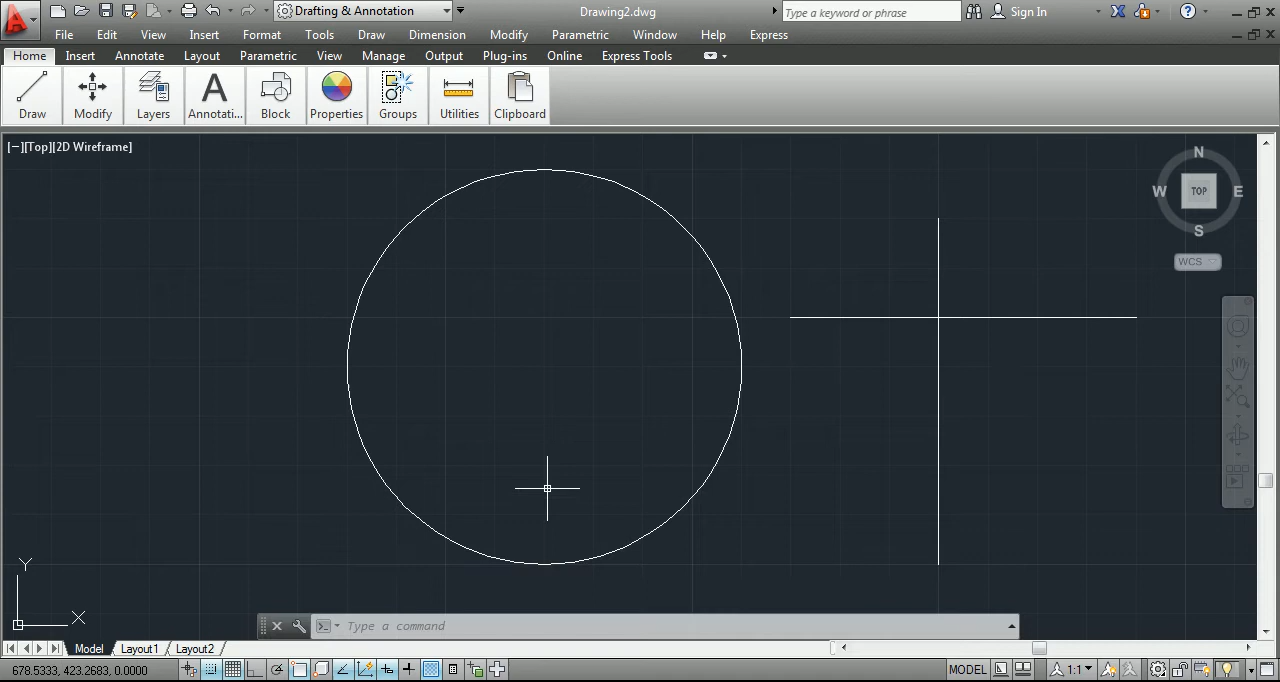 Drafting & Annotation Drawing2.dwg Type a keyword or phrase Sign In
File Edit View Insert Format Tools Draw Dimension Modify Parametric Window Help Express
Home Insert Annotate Layout Parametric View Manage Output Plug-ins Online Express Tools
Draw Modify Layers Annotati... Block Properties Groups Utilities Clipboard
[−][Top][2D Wireframe]
N
W TOP E
S
WCS
Y
X
Type a command
Model Layout1 Layout2
678.5333, 423.2683, 0.0000 MODEL 1:1